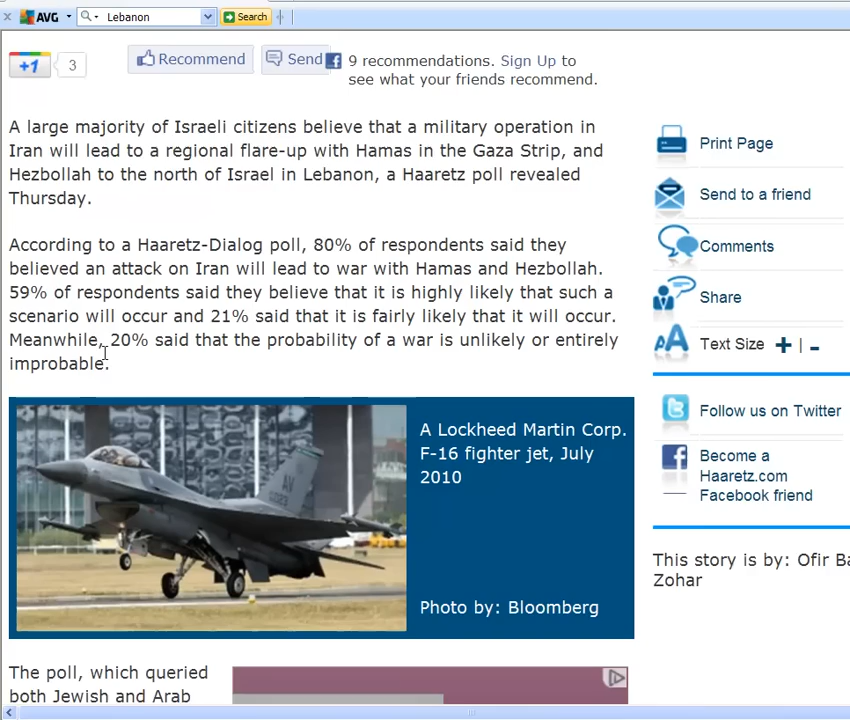 AVG Lebanon Search
+1 3 Recommend Send 9 recommendations. Sign Up to
see what your friends recommend.
A large majority of Israeli citizens believe that a military operation in
Iran will lead to a regional flare-up with Hamas in the Gaza Strip, and
Hezbollah to the north of Israel in Lebanon, a Haaretz poll revealed
Thursday.
According to a Haaretz-Dialog poll, 80% of respondents said they
believed an attack on Iran will lead to war with Hamas and Hezbollah.
59% of respondents said they believe that it is highly likely that such a
scenario will occur and 21% said that it is fairly likely that it will occur.
Meanwhile, 20% said that the probability of a war is unlikely or entirely
improbable.
A Lockheed Martin Corp.
F-16 fighter jet, July
2010
Photo by: Bloomberg
The poll, which queried
both Jewish and Arab
Print Page
Send to a friend
Comments
Share
AA Text Size + | -
Follow us on Twitter
Become a
Haaretz.com
Facebook friend
This story is by: Ofir Ba
Zohar
AV